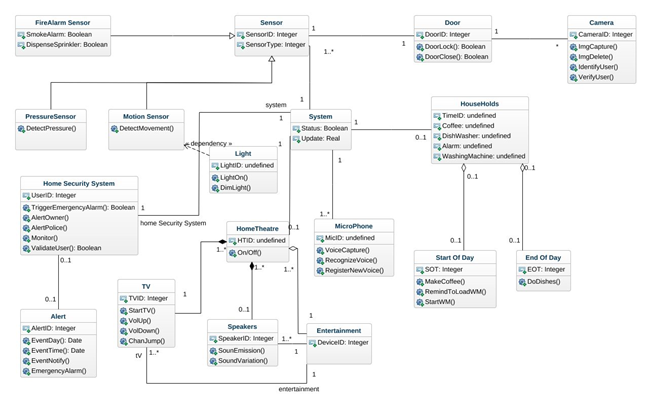 FireAlarm Sensor
SmokeAlarm: Boolean
DispenseSprinkler: Boolean
Sensor
SensorID: Integer
SensorType: Integer
1
1..*
1
Door
DoorID: Integer
DoorLock(): Boolean
DoorClose(): Boolean
1
*
Camera
CameraID: Integer
ImgCapture()
ImgDelete()
IdentifyUser()
VerifyUser()
PressureSensor
DetectPressure()
Motion Sensor
DetectMovement()
system
1
1
System
Status: Boolean
Update: Real
1
0..1
HouseHolds
TimeID: undefined
Coffee: undefined
DishWasher: undefined
Alarm: undefined
WashingMachine: undefined
0..1
0..1
« dependency »
Light
LightID: undefined
LightOn()
DimLight()
1
1
Home Security System
UserID: Integer
TriggerEmergencyAlarm(): Boolean
AlertOwner()
AlertPolice()
Monitor()
ValidateUser(): Boolean
1
home Security System
0..1
0..1
HomeTheatre
HTID: undefined
On/Off()
0..1
1..*
1..*
1..*
1..*
MicroPhone
MicID: undefined
VoiceCapture()
RecognizeVoice()
RegisterNewVoice()
0..1
Start Of Day
SOT: Integer
MakeCoffee()
RemindToLoadWM()
StartWM()
0..1
End Of Day
EOT: Integer
DoDishes()
TV
TVID: Integer
StartTV()
VolUp()
VolDown()
ChanJump()
1
tV
1..*
Alert
AlertID: Integer
EventDay(): Date
EventTime(): Date
EventNotify()
EmergencyAlarm()
0..1
Speakers
SpeakerID: Integer
SounEmission()
SoundVariation()
1..*
1
1
Entertainment
DeviceID: Integer
1
entertainment